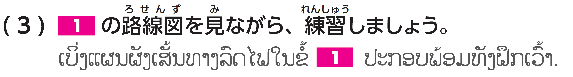 (3) 1 の路線図を見ながら、練習しましょう。
ເບິ່ງແຜນຜັງເສັ້ນທາງລົດໄຟໃນຂໍ້ 1 ປະກອບພ້ອມທັງຝຶກເວົ້າ.